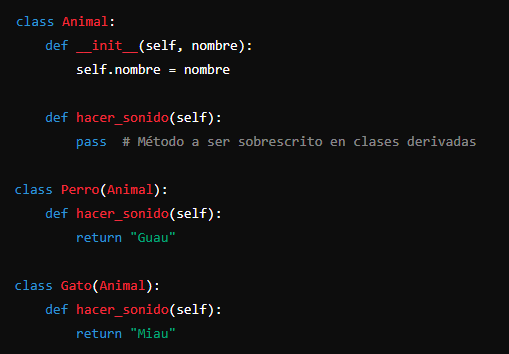 class Animal:
    def __init__(self, nombre):
        self.nombre = nombre
    def hacer_sonido(self):
        pass  # Método a ser sobrescrito en clases derivadas
class Perro(Animal):
    def hacer_sonido(self):
        return "Guau"
class Gato(Animal):
    def hacer_sonido(self):
        return "Miau"